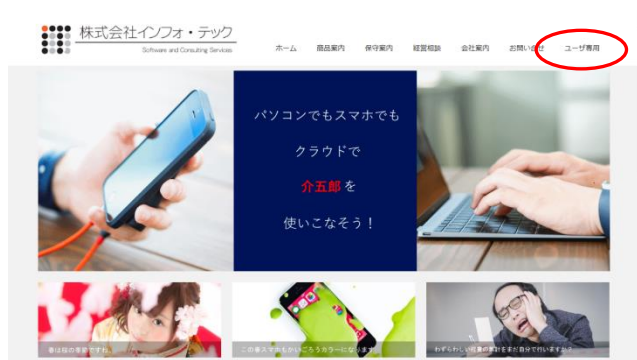 株式会社インフォ・テック
Software and Consulting Services
ホーム 商品案内 保守案内 経営相談 会社案内 お問い合せ ユーザ専用
パソコンでもスマホでも
クラウドで
介五郎を
使いこなそう！
春は桜の季節ですね
この春スマホもかいごろうカラーになります
わずらわしい経費の集計をまだ自分で行いますか？